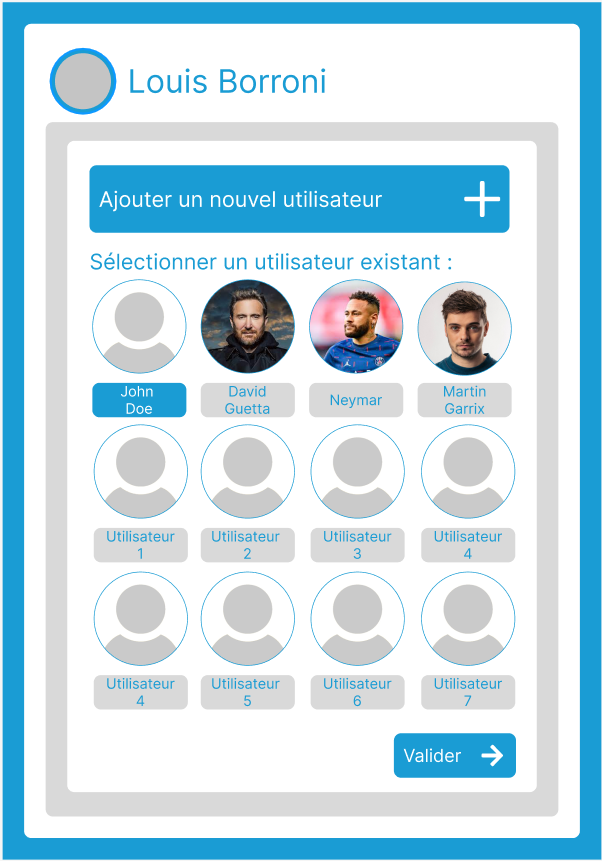 Louis Borroni
Ajouter un nouvel utilisateur
Sélectionner un utilisateur existant :
John
Doe
David
Guetta
Neymar
Martin
Garrix
Utilisateur
1
Utilisateur
2
Utilisateur
3
Utilisateur
4
Utilisateur
4
Utilisateur
5
Utilisateur
6
Utilisateur
7
Valider